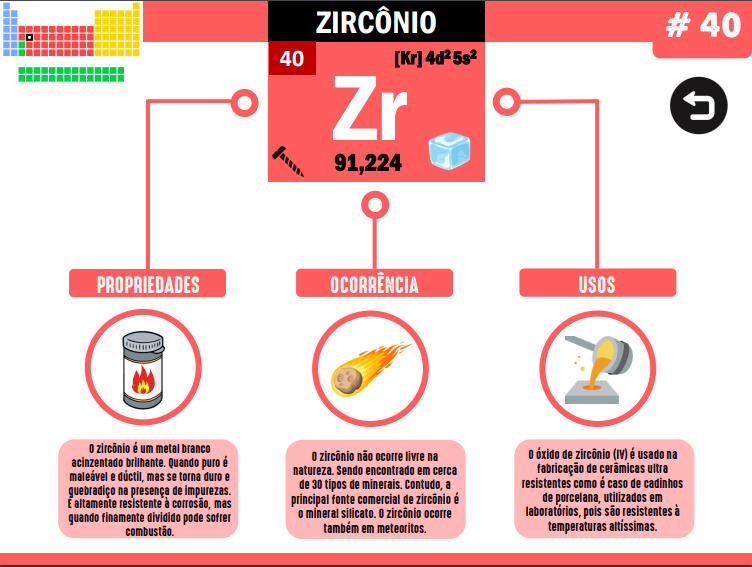 ZIRCÔNIO
# 40
40
[Kr] 4d² 5s²
Zr
91,224
PROPRIEDADES
OCORRÊNCIA
USOS
O zircônio é um metal branco
acinzentado brilhante. Quando puro é
maleável e dúctil, mas se torna duro e
quebradiço na presença de impurezas.
É altamente resistente à corrosão, mas
quando finamente dividido pode sofrer
combustão.
O zircônio não ocorre livre na
natureza. Sendo encontrado em cerca
de 30 tipos de minerais. Contudo, a
principal fonte comercial de zircônio é
o mineral silicato. O zircônio ocorre
também em meteoritos.
O óxido de zircônio (IV) é usado na
fabricação de cerâmicas ultra
resistentes como é caso de cadinhos
de porcelana, utilizados em
laboratórios, pois são resistentes à
temperaturas altíssimas.